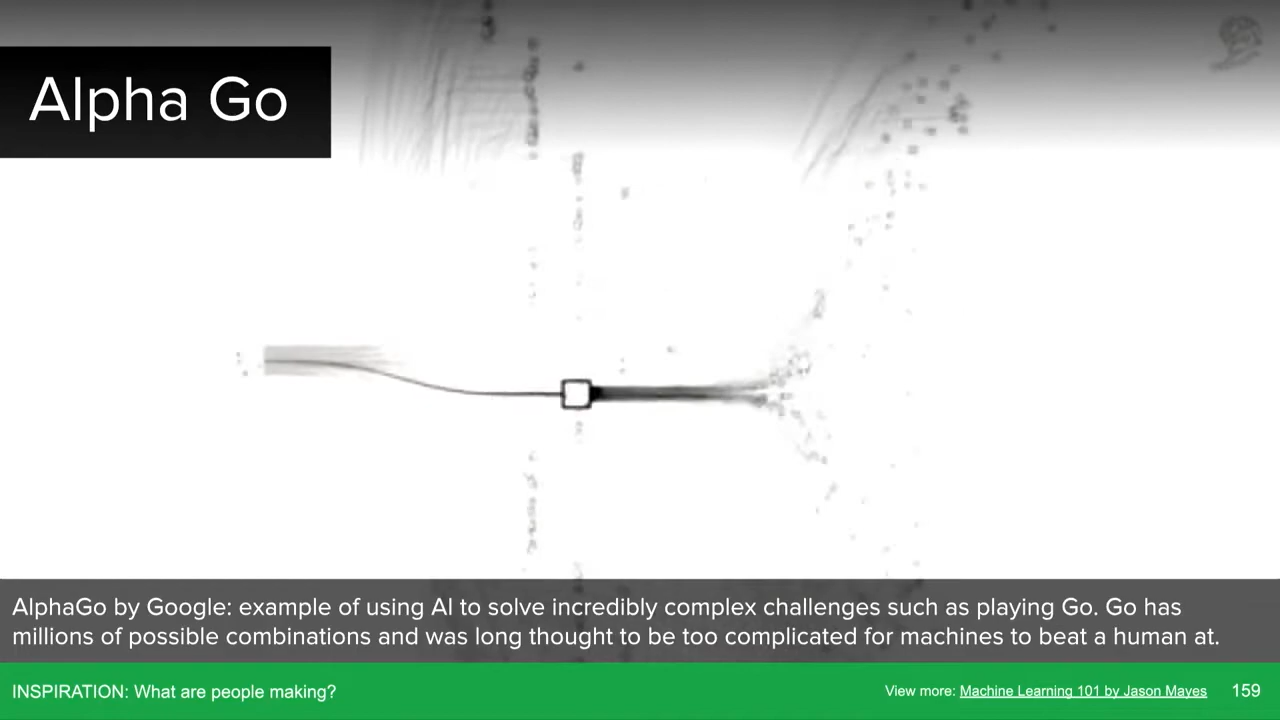 Alpha Go
AlphaGo by Google: example of using AI to solve incredibly complex challenges such as playing Go. Go has
millions of possible combinations and was long thought to be too complicated for machines to beat a human at.
INSPIRATION: What are people making?
View more: Machine Learning 101 by Jason Mayes
159